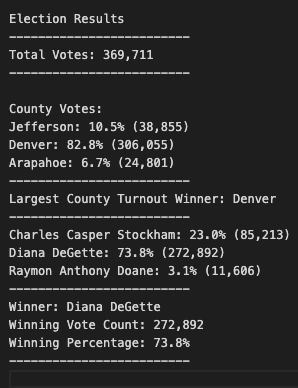 Election Results
-------------------------
Total Votes: 369,711
-------------------------

County Votes:
Jefferson: 10.5% (38,855)
Denver: 82.8% (306,055)
Arapahoe: 6.7% (24,801)
-------------------------
Largest County Turnout Winner: Denver
-------------------------
Charles Casper Stockham: 23.0% (85,213)
Diana DeGette: 73.8% (272,892)
Raymon Anthony Doane: 3.1% (11,606)
-------------------------
Winner: Diana DeGette
Winning Vote Count: 272,892
Winning Percentage: 73.8%
-------------------------